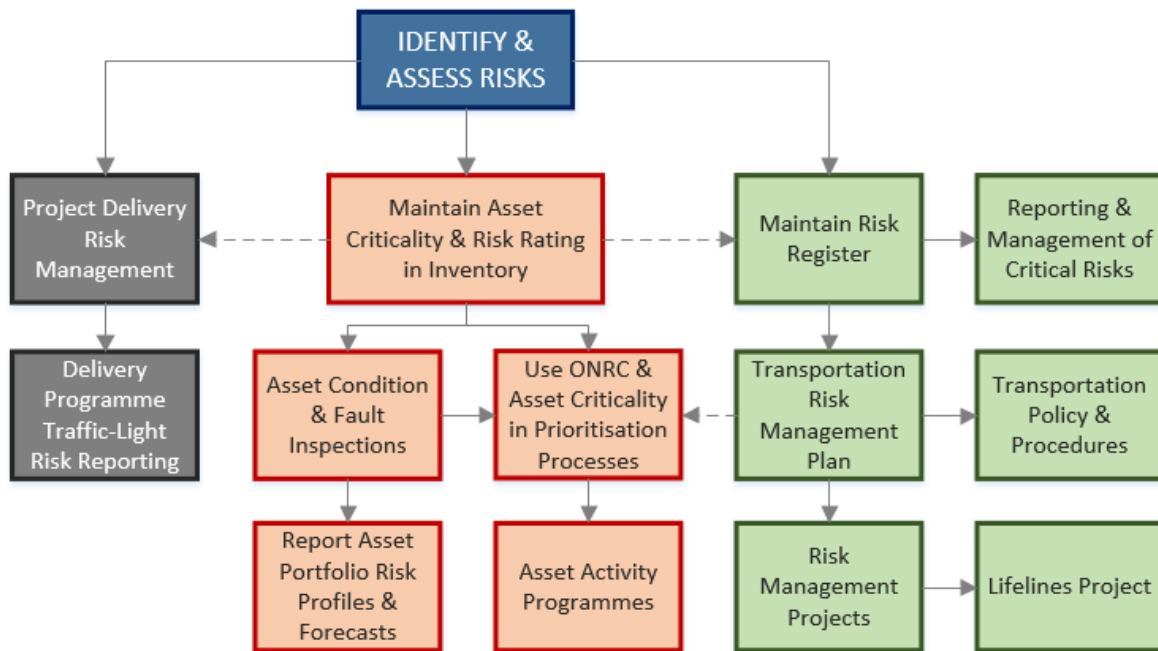 IDENTIFY &
ASSESS RISKS
Project Delivery
Risk
Management
Maintain Asset
Criticality & Risk Rating
in Inventory
Maintain Risk
Register
Reporting &
Management of
Critical Risks
Delivery
Programme
Traffic-Light
Risk Reporting
Asset Condition
& Fault
Inspections
Use ONRC &
Asset Criticality
in Prioritisation
Processes
Transportation
Risk
Management
Plan
Transportation
Policy &
Procedures
Report Asset
Portfolio Risk
Profiles &
Forecasts
Asset Activity
Programmes
Risk
Management
Projects
Lifelines Project